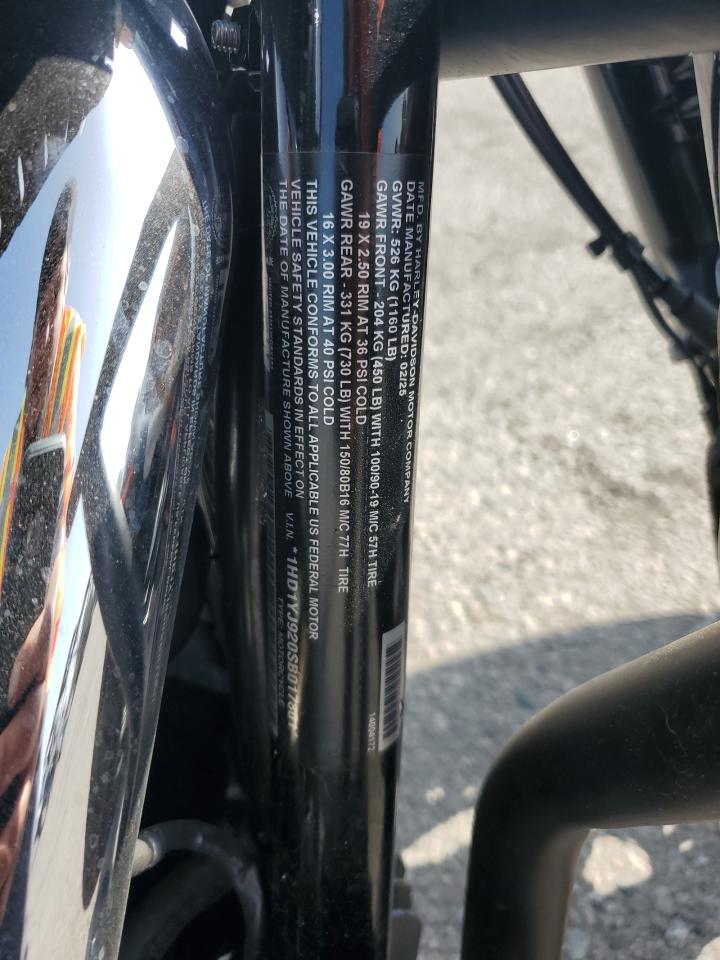 MFD. BY HARLEY-DAVIDSON MOTOR COMPANY
DATE MANUFACTURED: 02/25
GVWR: 526 KG (1160 LB)
GAWR FRONT - 204 KG (450 LB) WITH 100/90-19 M/C 57H TIRE
19 X 2.50 RIM AT 36 PSI COLD
GAWR REAR - 331 KG (730 LB) WITH 150/80B16 M/C 77H TIRE
16 X 3.00 RIM AT 40 PSI COLD
THIS VEHICLE CONFORMS TO ALL APPLICABLE US FEDERAL MOTOR
VEHICLE SAFETY STANDARDS IN EFFECT ON
THE DATE OF MANUFACTURE SHOWN ABOVE
V.I.N.
TYPE: MOTORCYCLE
14004172